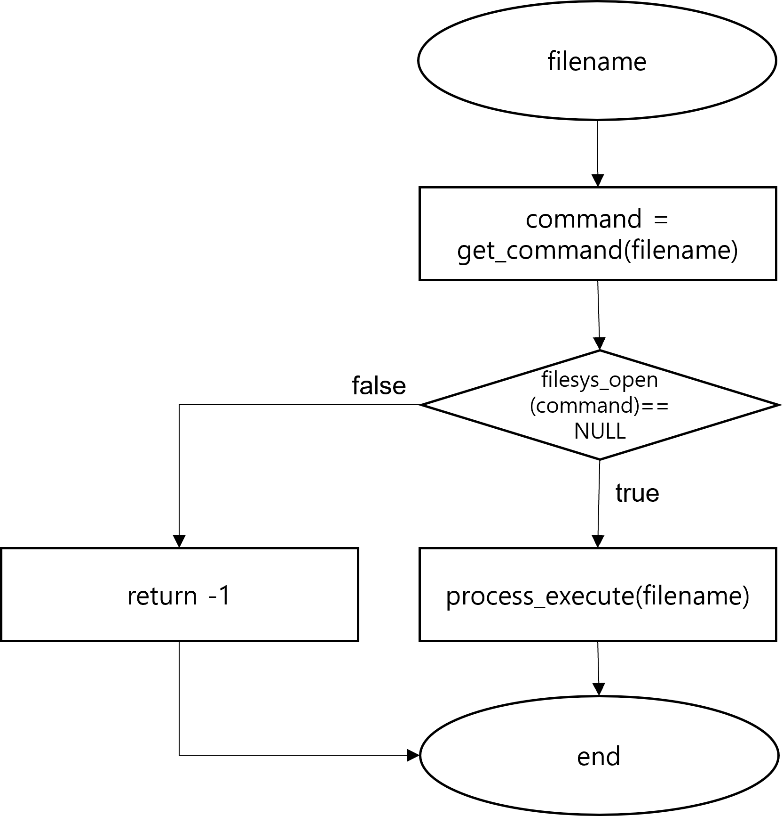 filename
command =
get_command(filename)
filesys_open
(command)==
NULL
false
true
return -1
process_execute(filename)
end